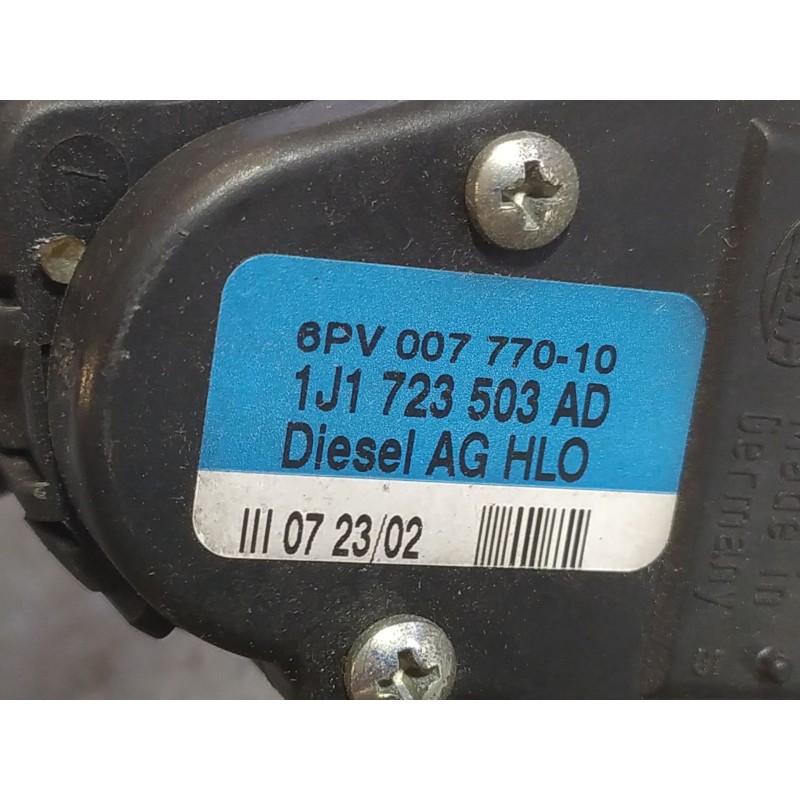 6PV 007 770-10
1J1 723 503 AD
Diesel AG HLO
III 07 23/02
Made in
Germany